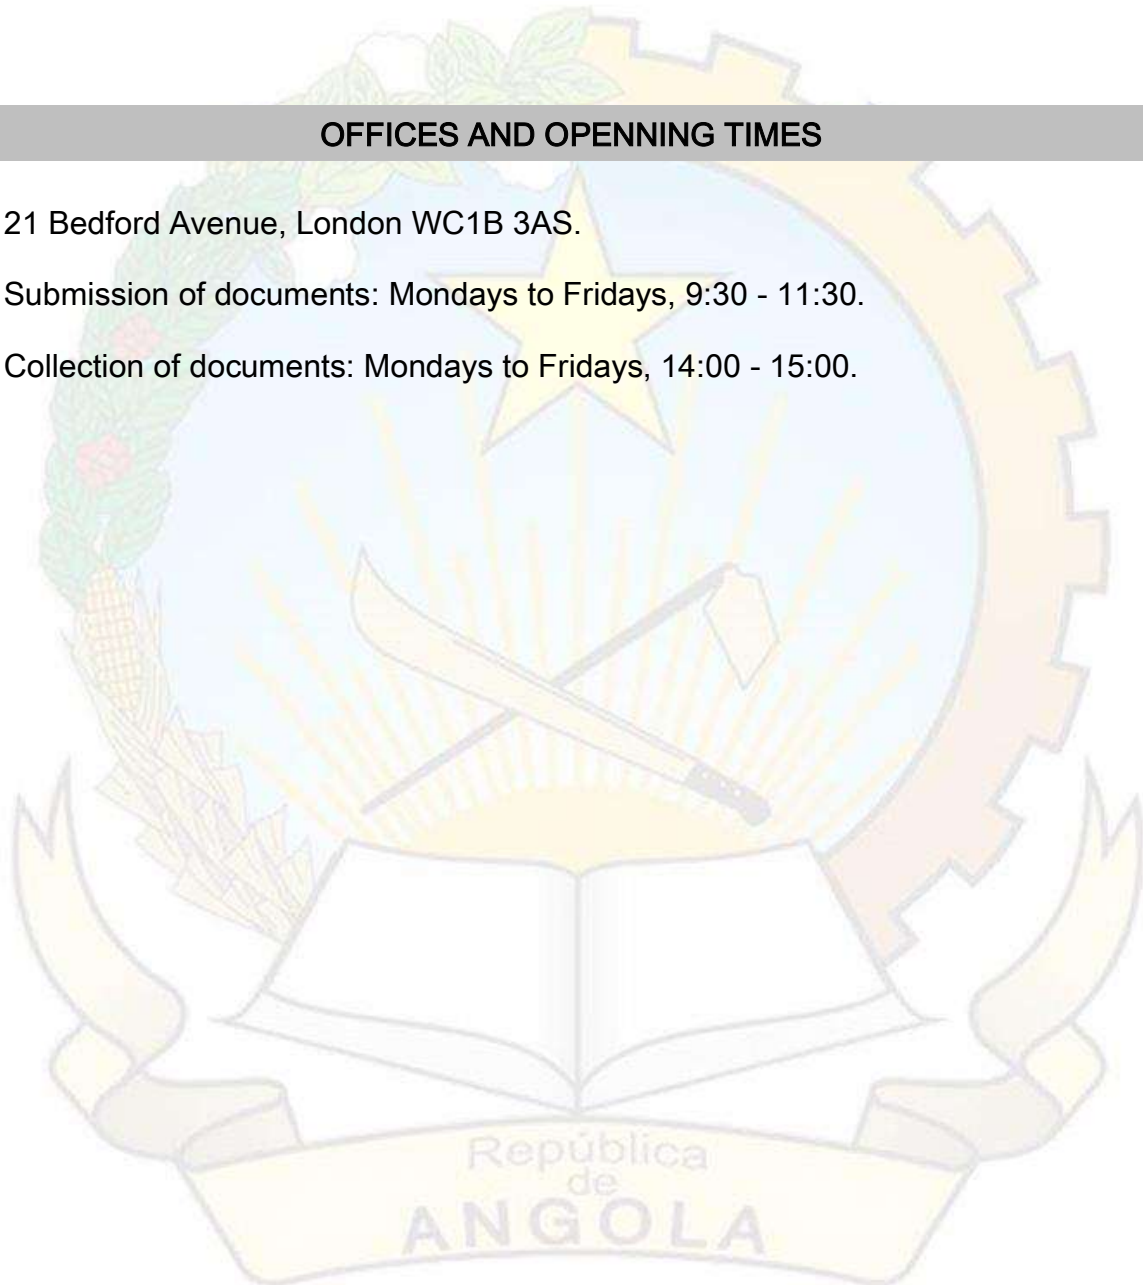 OFFICES AND OPENNING TIMES
21 Bedford Avenue, London WC1B 3AS.
Submission of documents: Mondays to Fridays, 9:30 - 11:30.
Collection of documents: Mondays to Fridays, 14:00 - 15:00.
República
de
ANGOLA